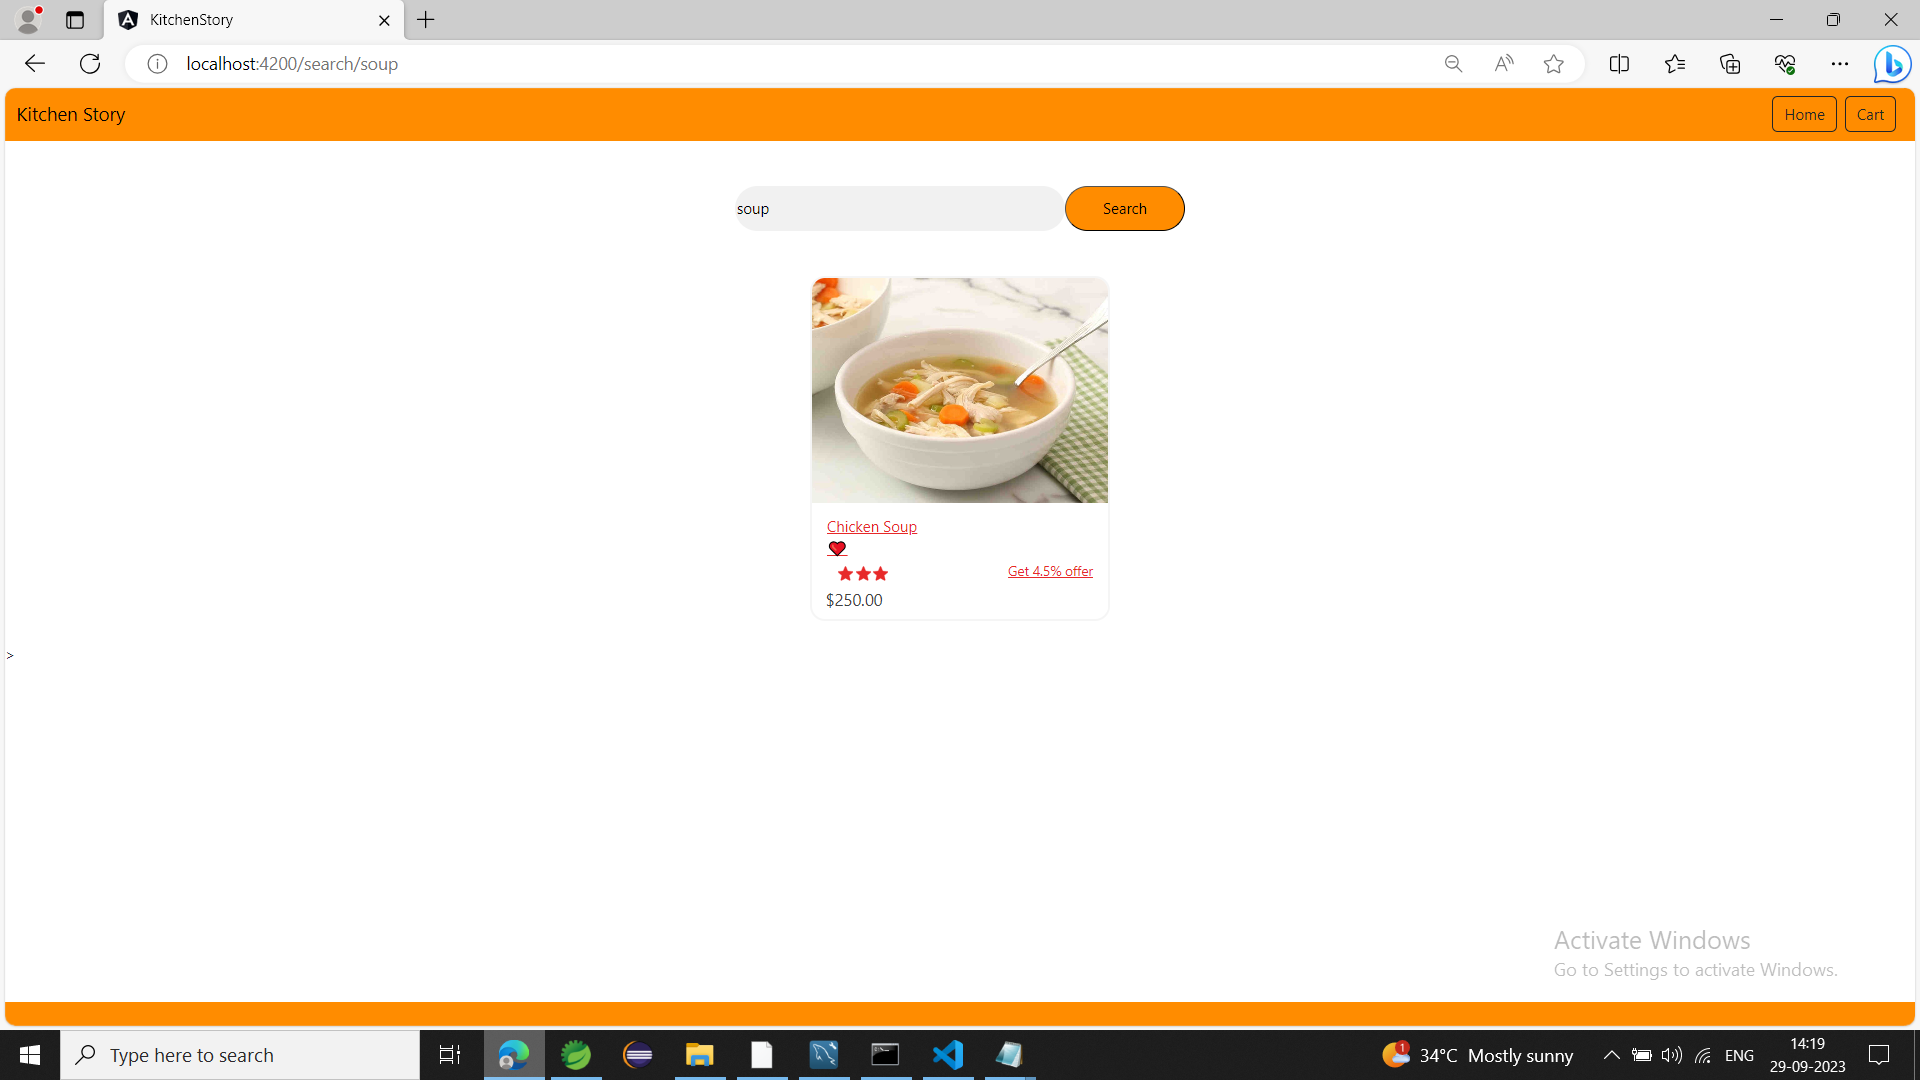 KitchenStory
localhost:4200/search/soup
Kitchen Story
Home
Cart
soup
Search
Chicken Soup
Get 4.5% offer
$250.00
>
Activate Windows
Go to Settings to activate Windows.
Type here to search
1
34°C Mostly sunny
ENG
14:19
29-09-2023